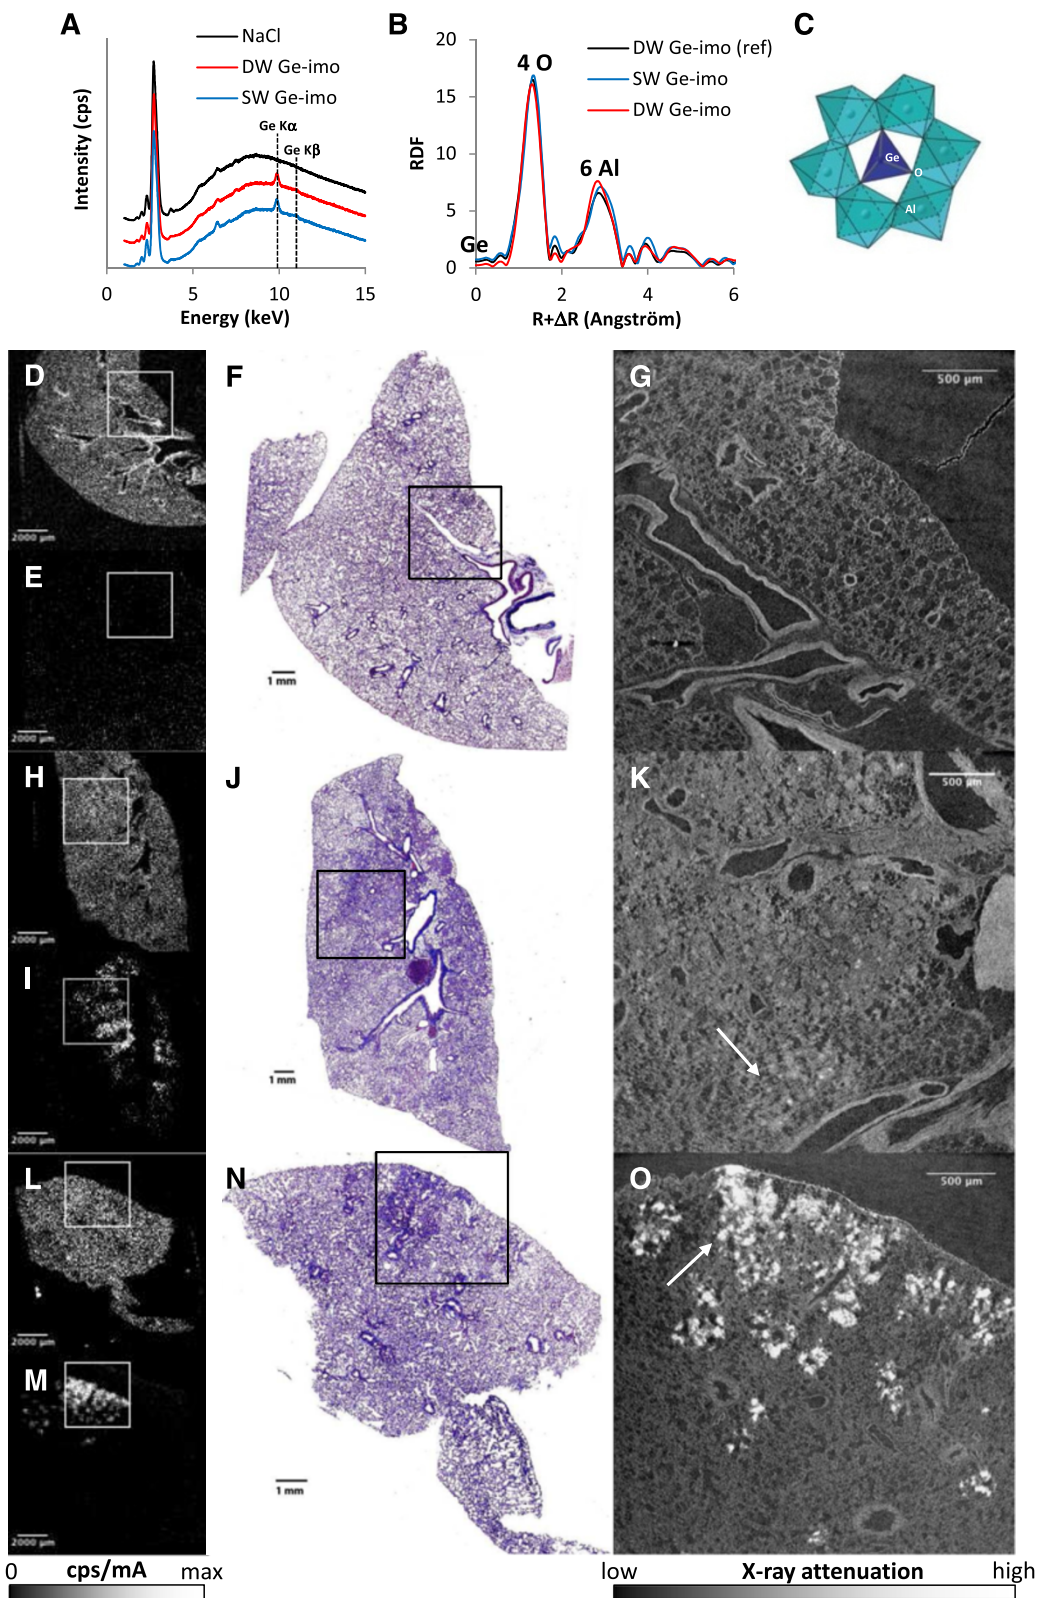 A
B
C
NaCl
DW Ge-imo
SW Ge-imo
Ge Kα
Ge Kβ
Intensity (cps)
0 5 10 15
Energy (keV)
20
15
10
5
0
RDF
4 O
6 Al
Ge
DW Ge-imo (ref)
SW Ge-imo
DW Ge-imo
0 2 4 6
R+ΔR (Angström)
Ge
O
Al
D
2000 µm
E
2000 µm
F
1 mm
G
500 µm
H
2000 µm
I
2000 µm
J
1 mm
K
500 µm
L
2000 µm
M
2000 µm
N
1 mm
O
500 µm
0 cps/mA max
low X-ray attenuation high